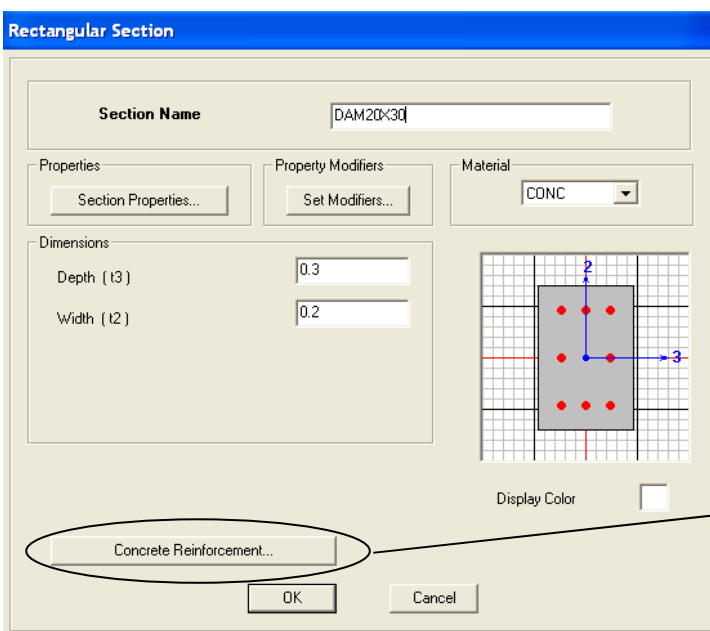 Rectangular Section
Section Name DAM20X30
Properties
Section Properties...
Property Modifiers
Set Modifiers...
Material
CONC
Dimensions
Depth ( t3 ) 0.3
Width ( t2 ) 0.2
2
3
Display Color
Concrete Reinforcement...
OK Cancel